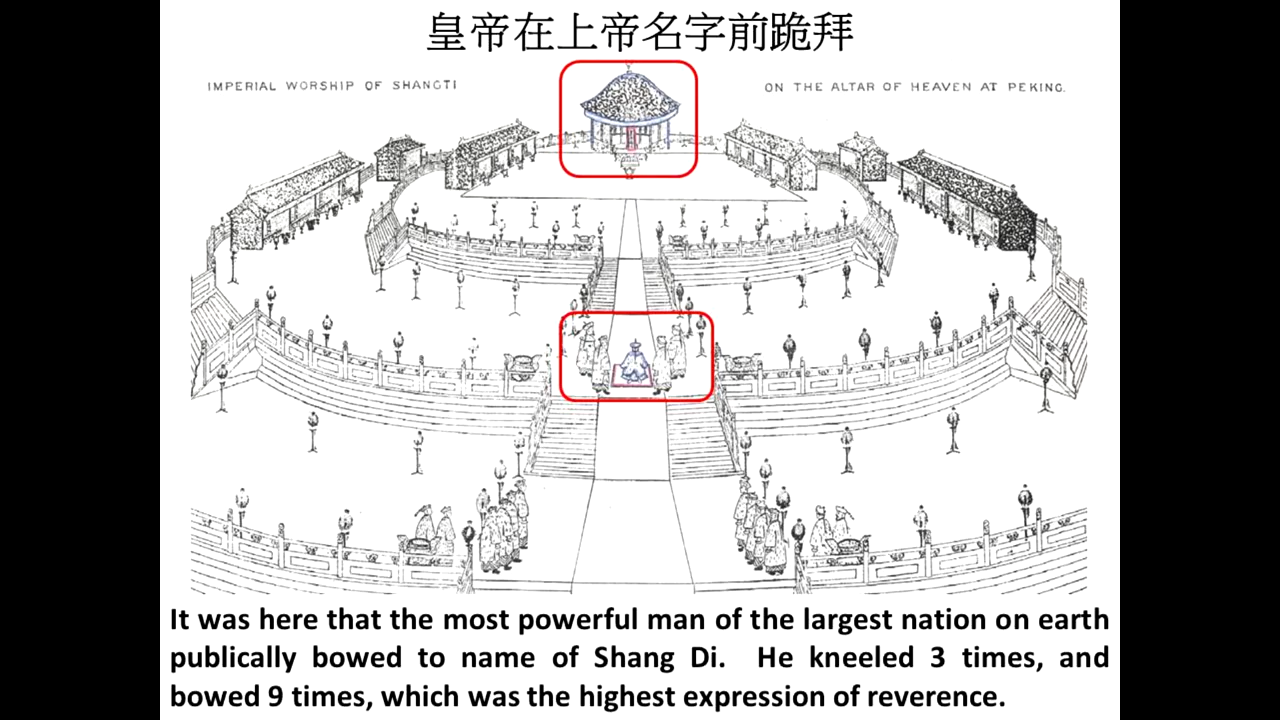 皇帝在上帝名字前跪拜
IMPERIAL WORSHIP OF SHANGTI
ON THE ALTAR OF HEAVEN AT PEKING.
It was here that the most powerful man of the largest nation on earth
publically bowed to name of Shang Di. He kneeled 3 times, and
bowed 9 times, which was the highest expression of reverence.